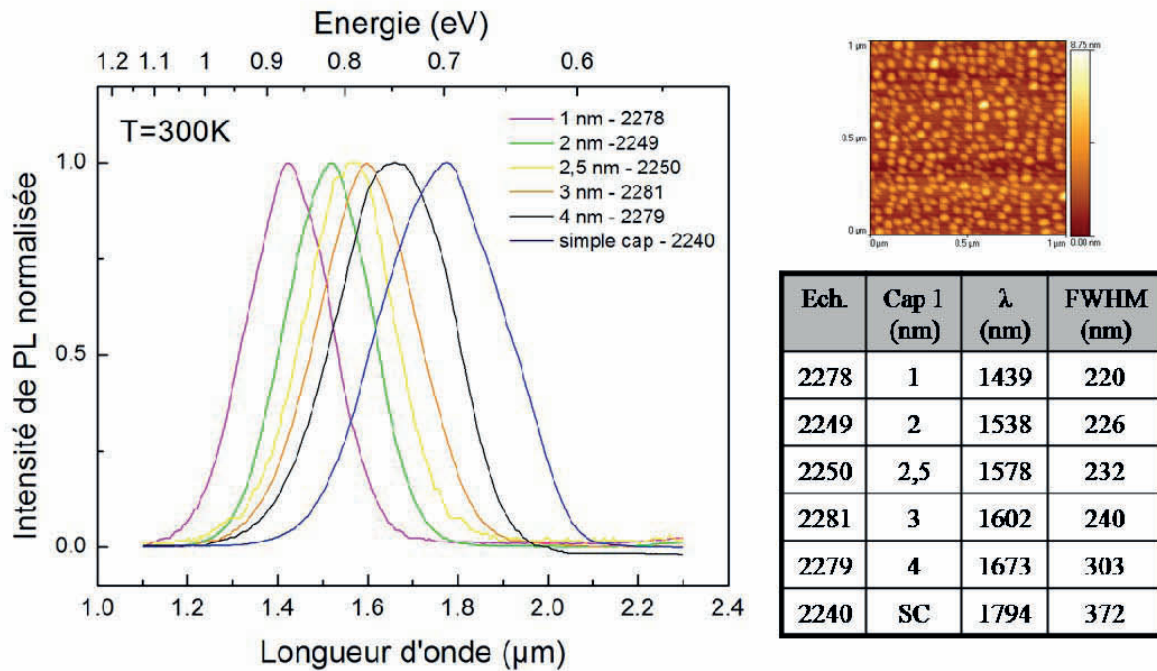 Energie (eV)
1.2 1.1 1 0.9 0.8 0.7 0.6
T=300K
1 nm - 2278
2 nm -2249
2,5 nm - 2250
3 nm - 2281
4 nm - 2279
simple cap - 2240
Intensité de PL normalisée
1.0
0.5
0.0
1.0 1.2 1.4 1.6 1.8 2.0 2.2 2.4
Longueur d'onde (µm)
1 µm
0.5 µm
0 µm
0 µm 0.5 µm 1 µm
8.75 nm
0.00 nm
Ech. Cap 1 (nm) λ (nm) FWHM (nm)
2278 1 1439 220
2249 2 1538 226
2250 2,5 1578 232
2281 3 1602 240
2279 4 1673 303
2240 SC 1794 372